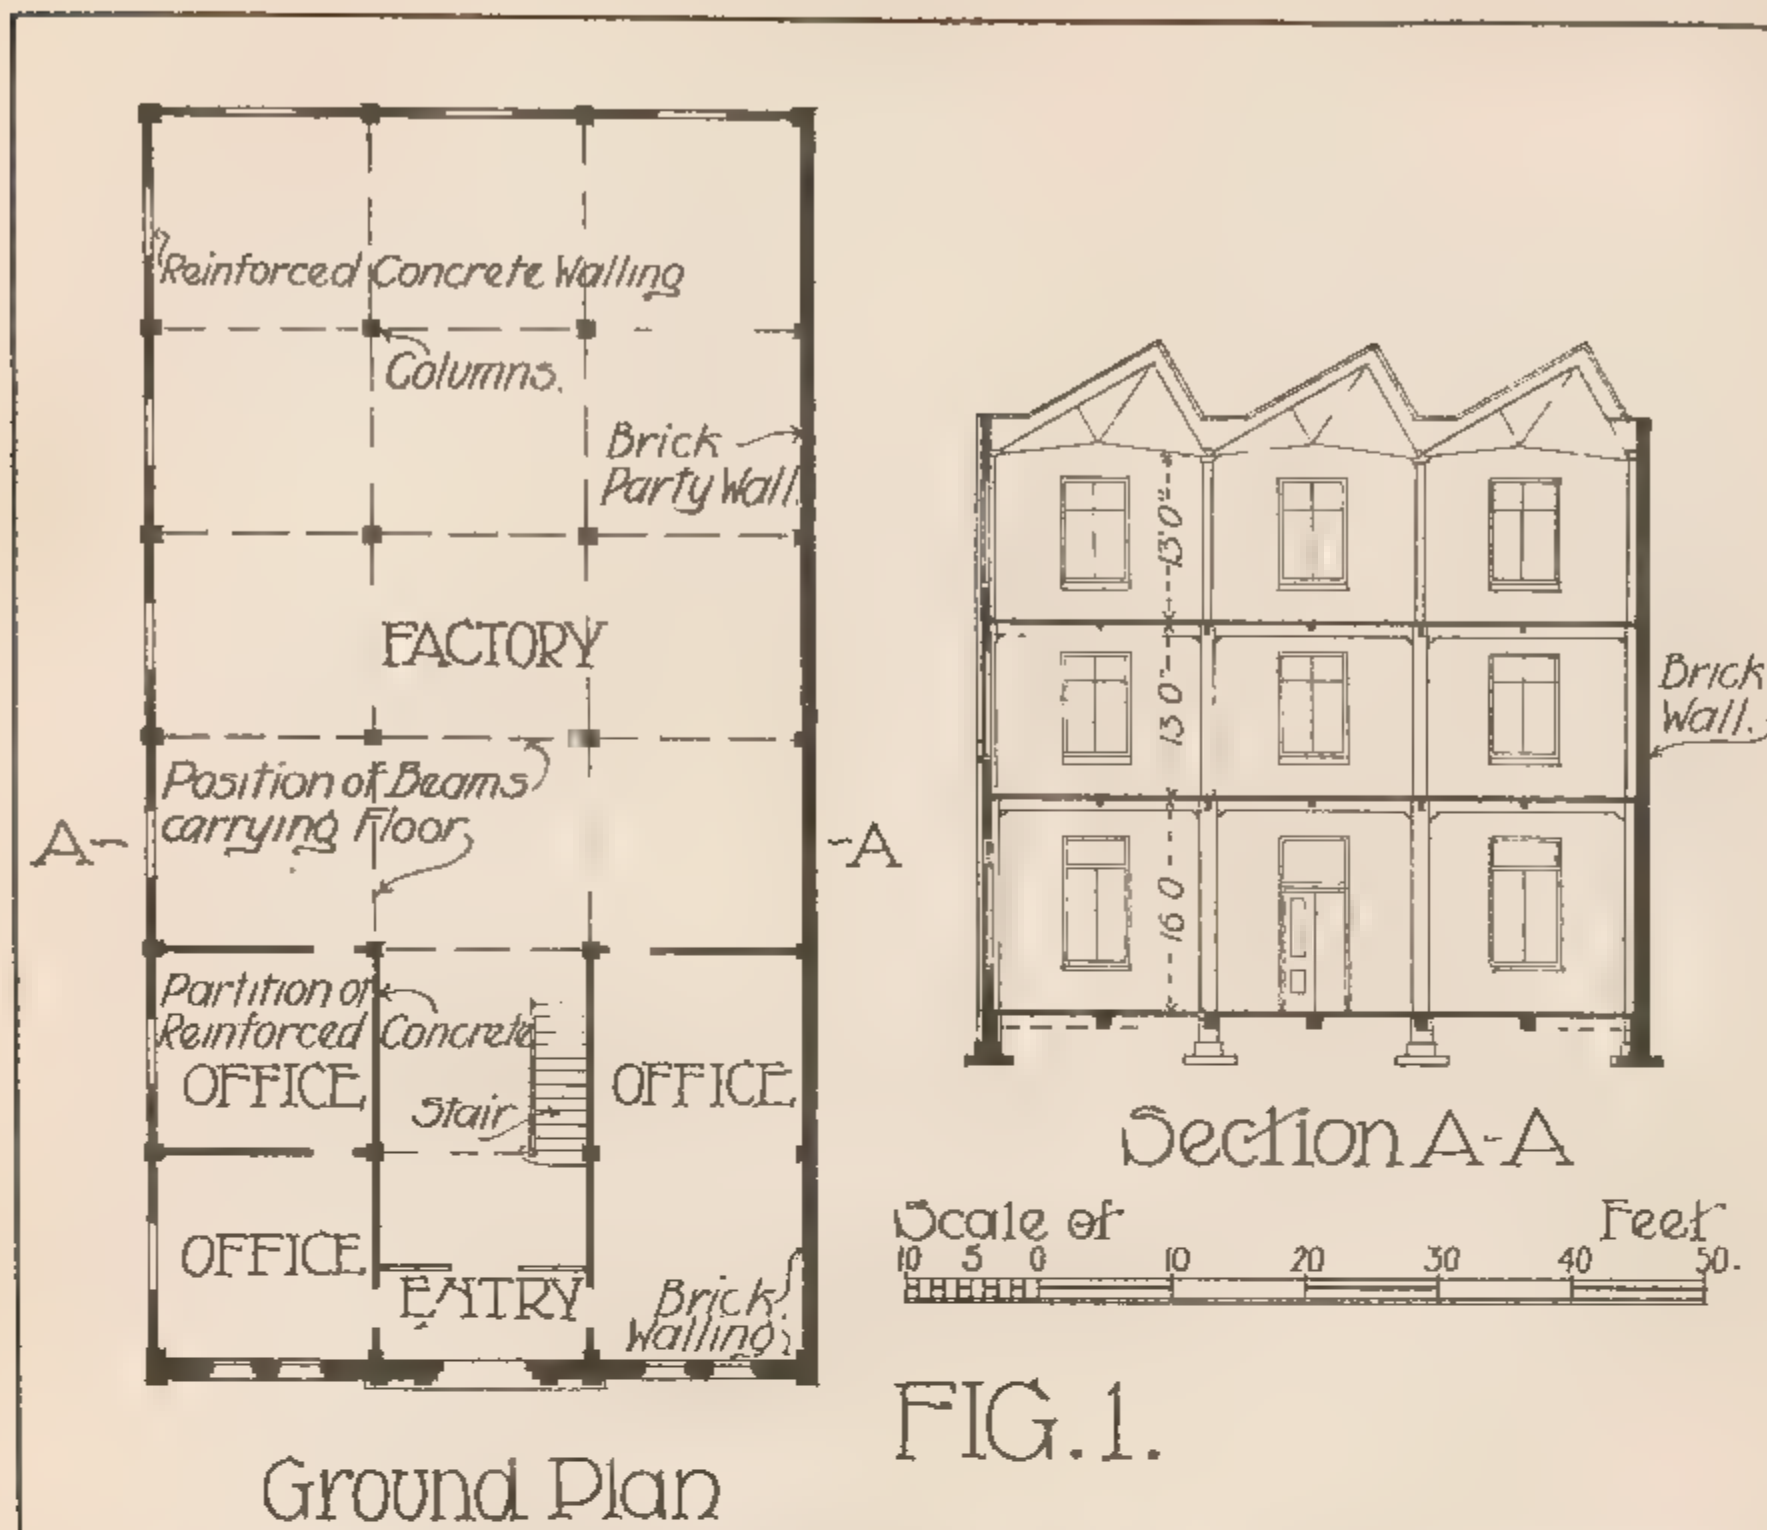 Reinforced Concrete Walling
Columns.
Brick
Party Wall.
FACTORY
Position of Beams
carrying Floor
A-
-A
Partition of
Reinforced Concrete
OFFICE
OFFICE
Stair
OFFICE
ENTRY
Brick
Walling
Ground Plan
13'0"
13 0"
16 0
Brick
Wall.
Section A-A
Scale of Feet
10 5 0 10 20 30 40 50.
FIG. 1.